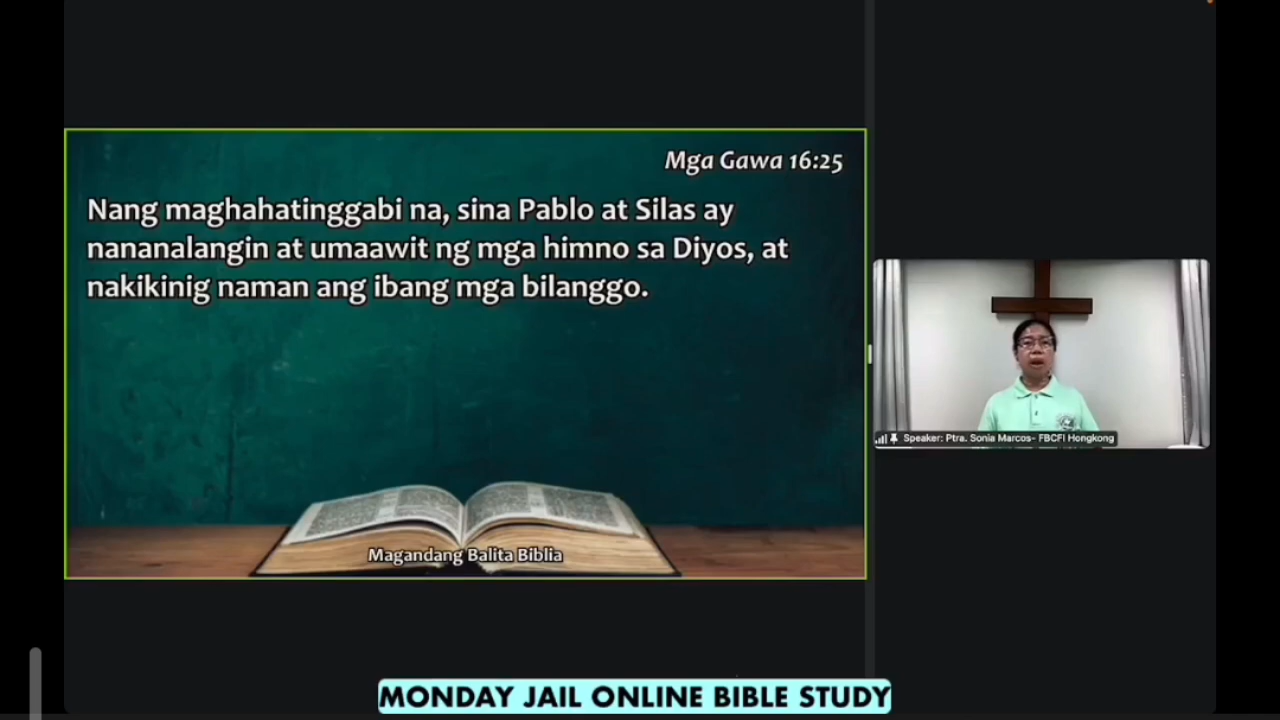 Mga Gawa 16:25
Nang maghahatinggabi na, sina Pablo at Silas ay
nananalangin at umaawit ng mga himno sa Diyos, at
nakikinig naman ang ibang mga bilanggo.
Magandang Balita Biblia
Speaker: Ptra. Sonia Marcos- FBCFI Hongkong
MONDAY JAIL ONLINE BIBLE STUDY